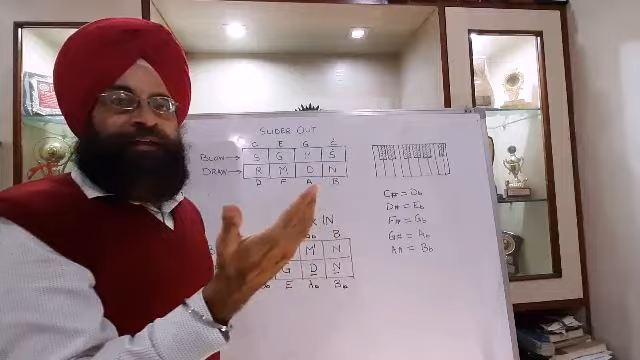 SLIDER OUT
C E G C
BLOW → S G P S
DRAW → R M D N
D F A B
IN
B
M N
G D N
E Ab Bb
C# = Db
D# = Eb
F# = Gb
G# = Ab
A# = Bb